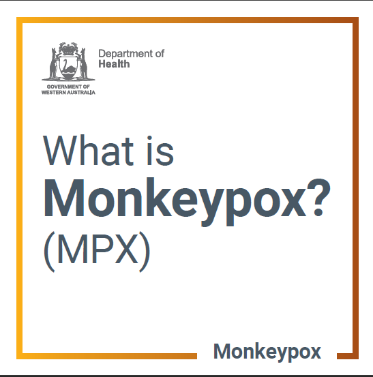 Department of
Health
GOVERNMENT OF
WESTERN AUSTRALIA
What is
Monkeypox?
(MPX)
Monkeypox